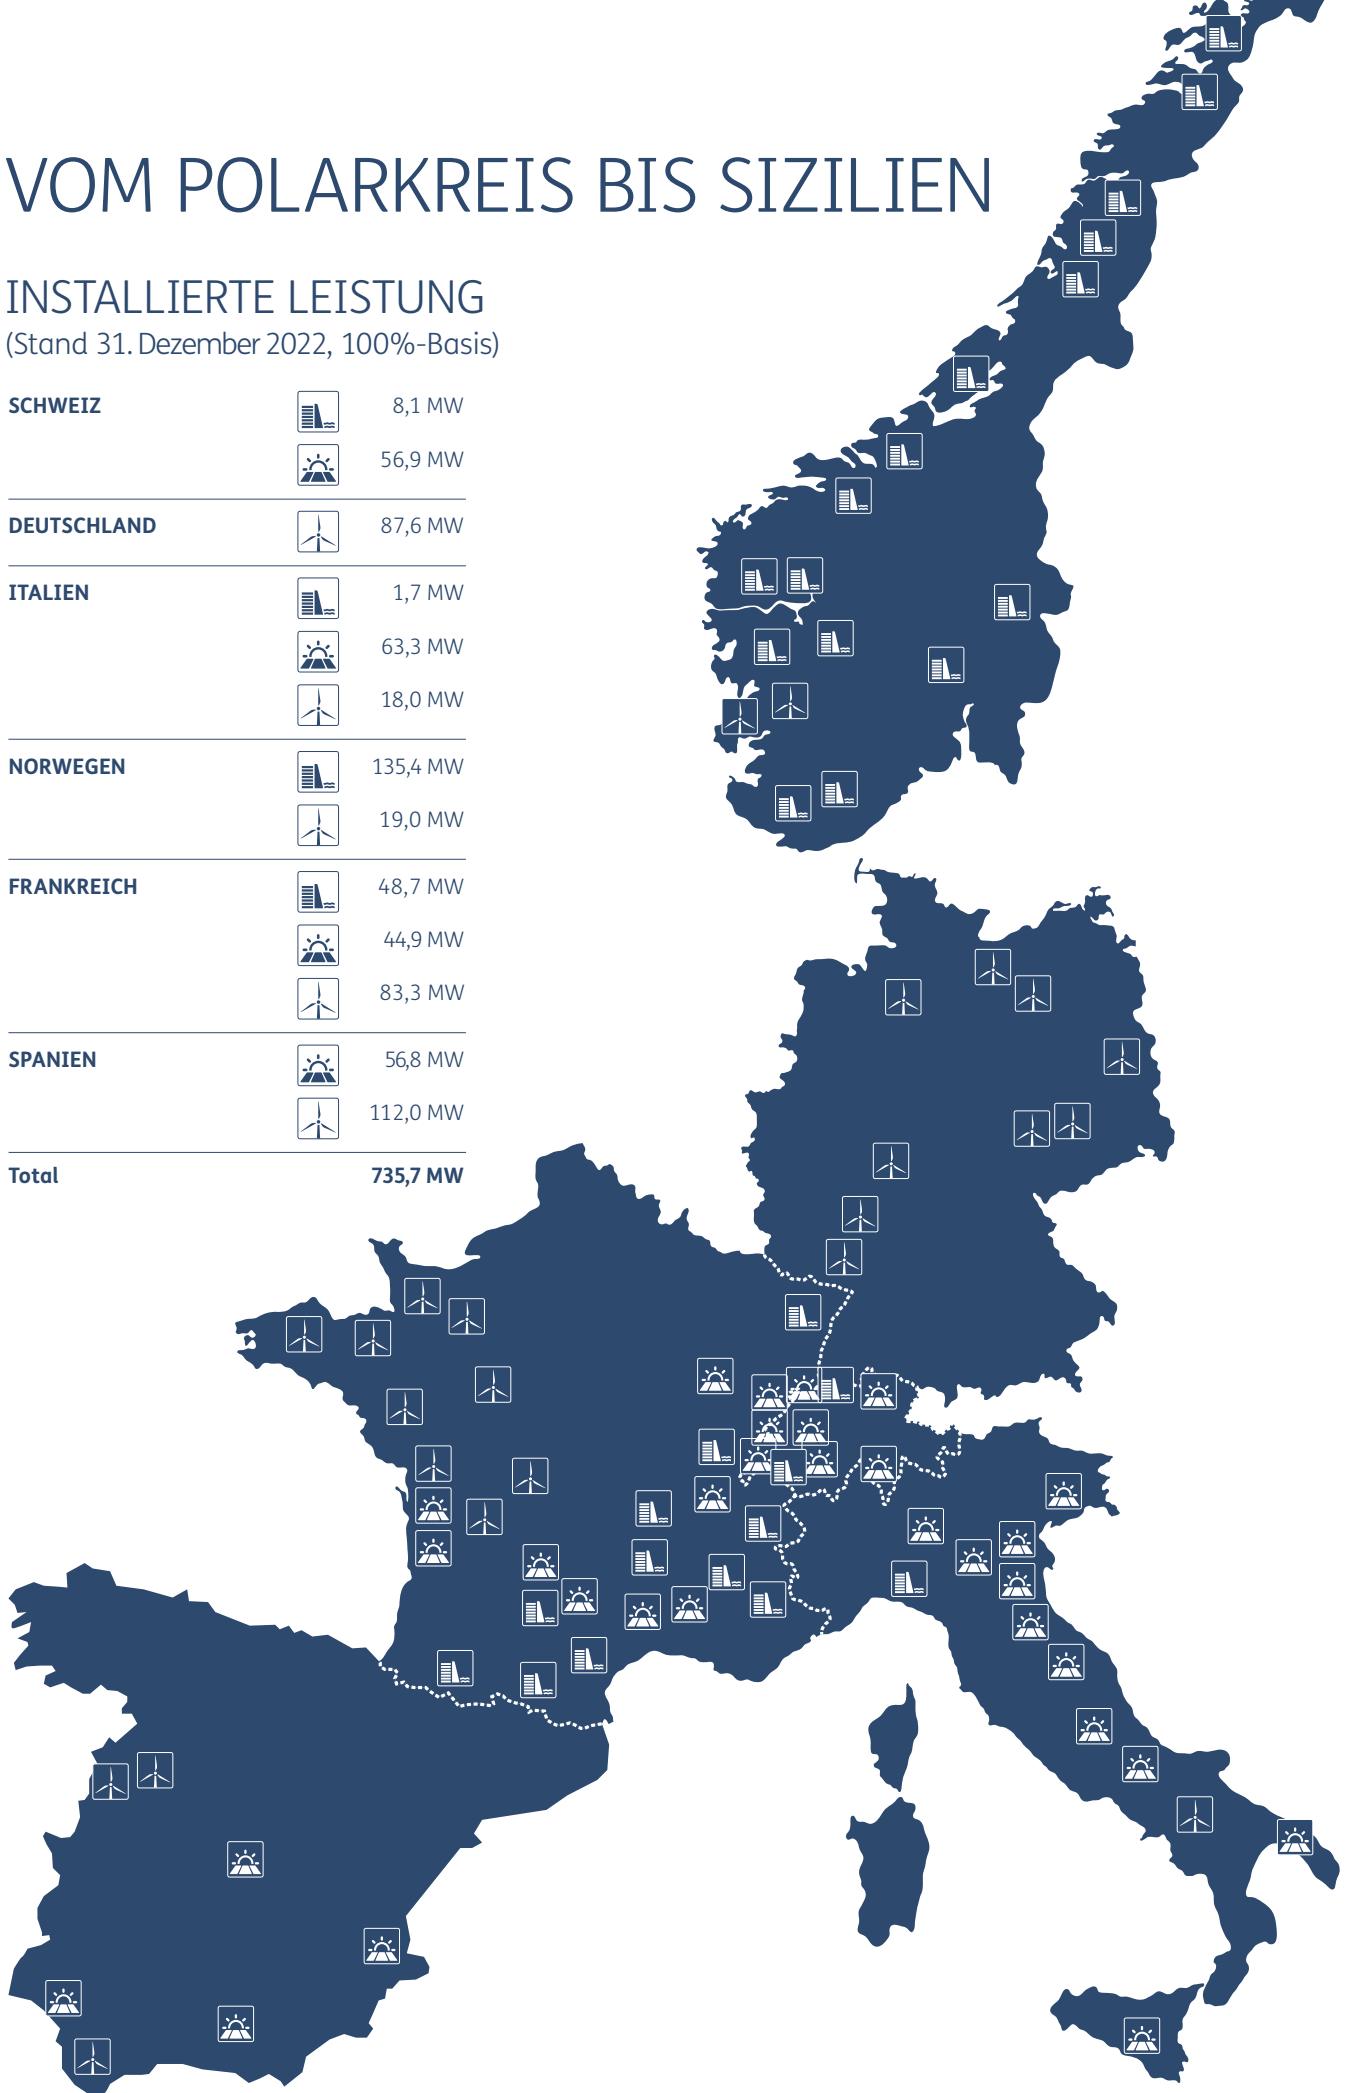 VOM POLARKREIS BIS SIZILIEN
INSTALLIERTE LEISTUNG
(Stand 31. Dezember 2022, 100%-Basis)
SCHWEIZ 8,1 MW
56,9 MW
DEUTSCHLAND 87,6 MW
ITALIEN 1,7 MW
63,3 MW
18,0 MW
NORWEGEN 135,4 MW
19,0 MW
FRANKREICH 48,7 MW
44,9 MW
83,3 MW
SPANIEN 56,8 MW
112,0 MW
Total 735,7 MW